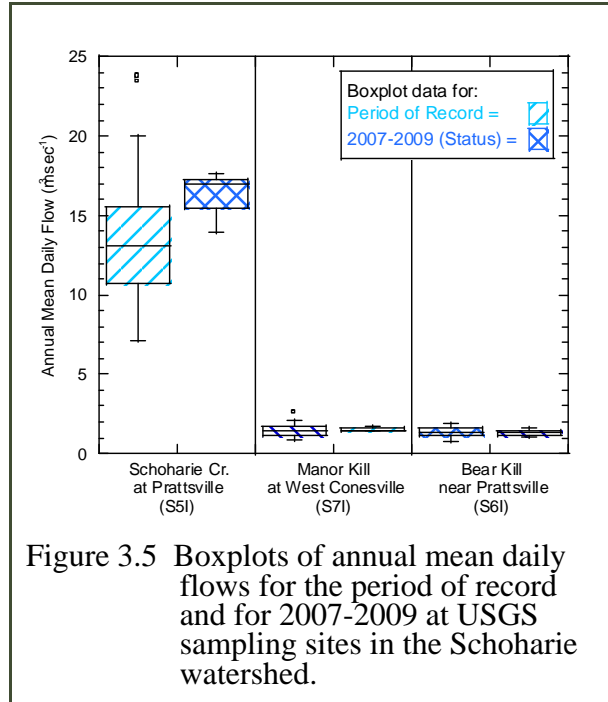 25
20
15
10
5
0
Annual Mean Daily Flow (m³sec⁻¹)
Boxplot data for:
Period of Record =
2007-2009 (Status) =
Schoharie Cr.
at Prattsville
(S5I)
Manor Kill
at West Conesville
(S7I)
Bear Kill
near Prattsville
(S6I)
Figure 3.5 Boxplots of annual mean daily
flows for the period of record
and for 2007-2009 at USGS
sampling sites in the Schoharie
watershed.